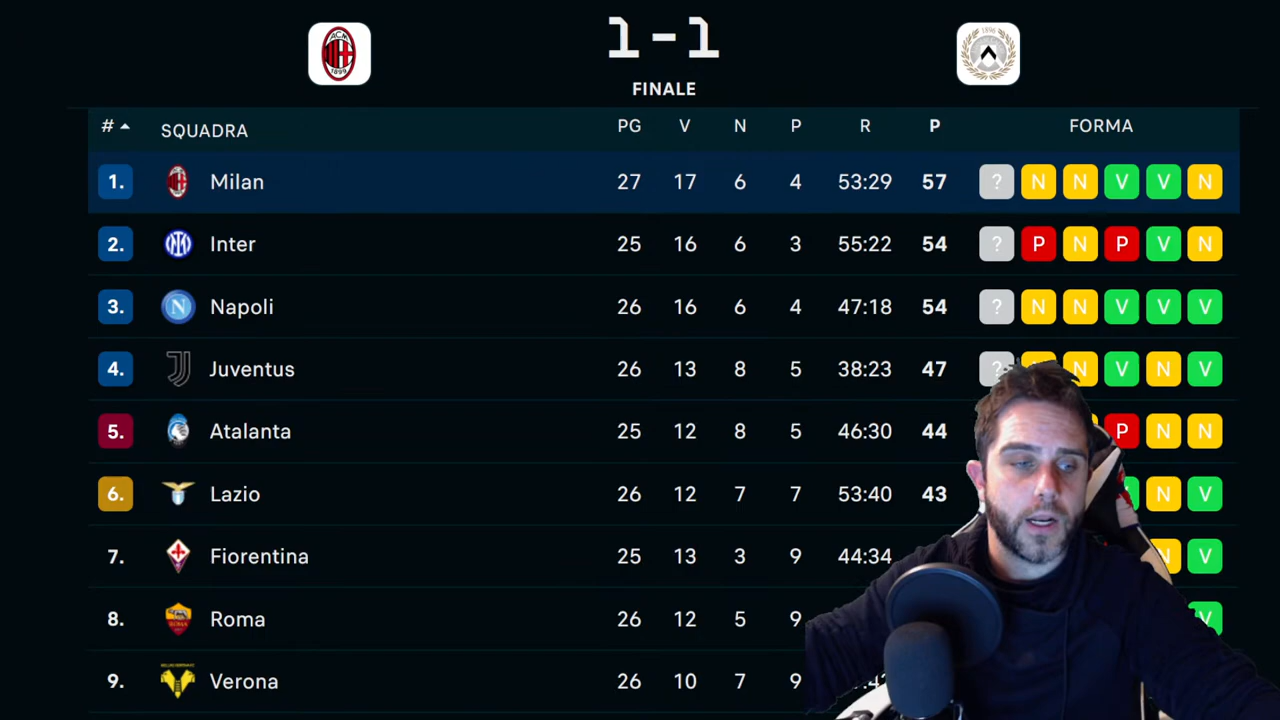 1-1
FINALE
# SQUADRA PG V N P R P FORMA
1. Milan 27 17 6 4 53:29 57 ? N N V V N
2. Inter 25 16 6 3 55:22 54 ? P N P V N
3. Napoli 26 16 6 4 47:18 54 ? N N V V V
4. Juventus 26 13 8 5 38:23 47 ? N N V N V
5. Atalanta 25 12 8 5 46:30 44 P N N
6. Lazio 26 12 7 7 53:40 43 N V
7. Fiorentina 25 13 3 9 44:34 N V
8. Roma 26 12 5 9 V
9. Verona 26 10 7 9
ACM
1899
1896